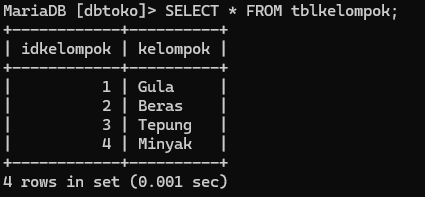 MariaDB [dbtoko]> SELECT * FROM tblkelompok;
+------------+----------+
| idkelompok | kelompok |
+------------+----------+
|          1 | Gula     |
|          2 | Beras    |
|          3 | Tepung   |
|          4 | Minyak   |
+------------+----------+
4 rows in set (0.001 sec)